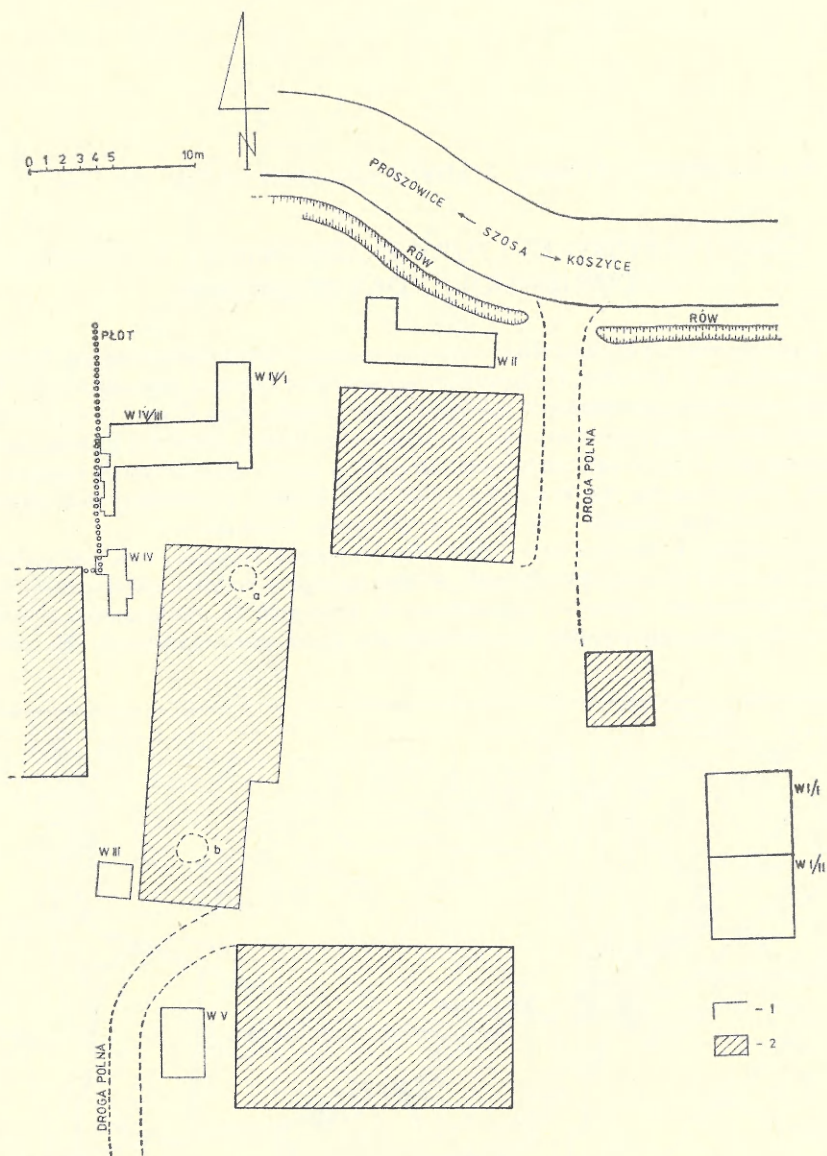 N
0 1 2 3 4 5 10m
PROSZOWICE ← SZOSA → KOSZYCE
RÓW
RÓW
PŁOT
W II
W IV/I
W IV/III
DROGA POLNA
W IV
a
W I/I
b
W III
W I/II
W V
DROGA POLNA
- 1
- 2